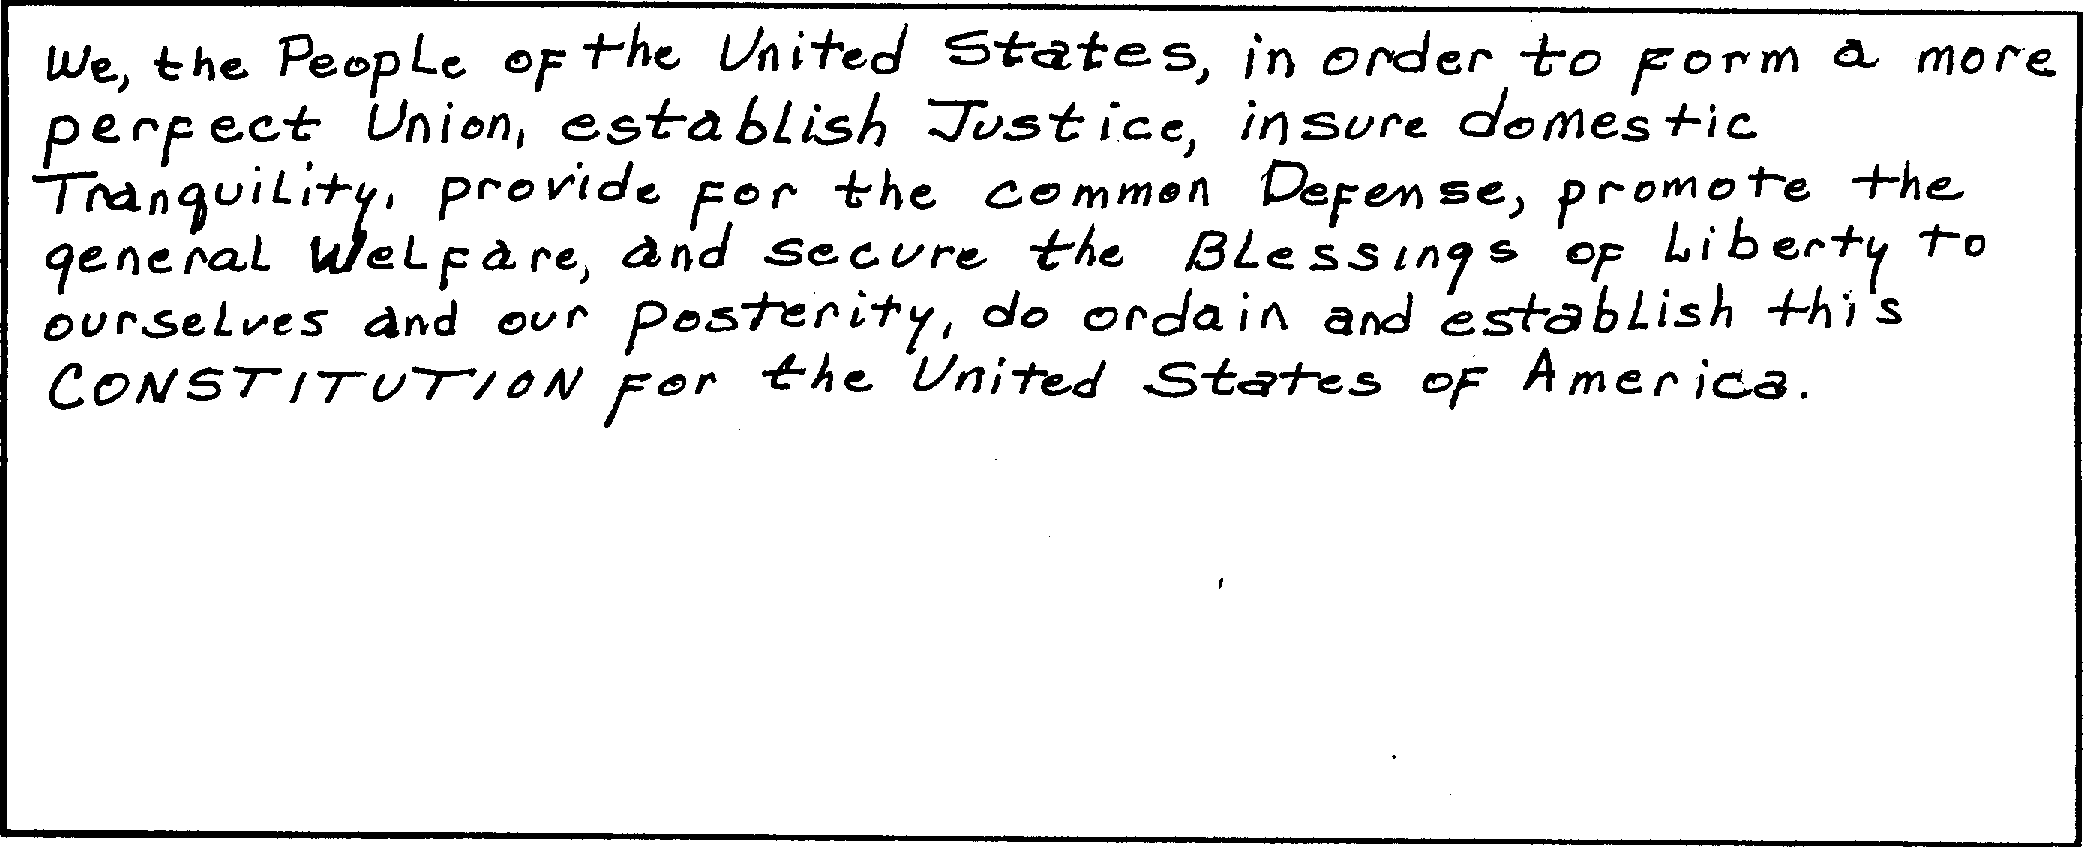 We, the People of the United States, in order to form a more
perfect Union, establish Justice, insure domestic
Tranquility, provide for the common Defense, promote the
general Welfare, and secure the Blessings of Liberty to
ourselves and our posterity, do ordain and establish this
CONSTITUTION for the United States of America.